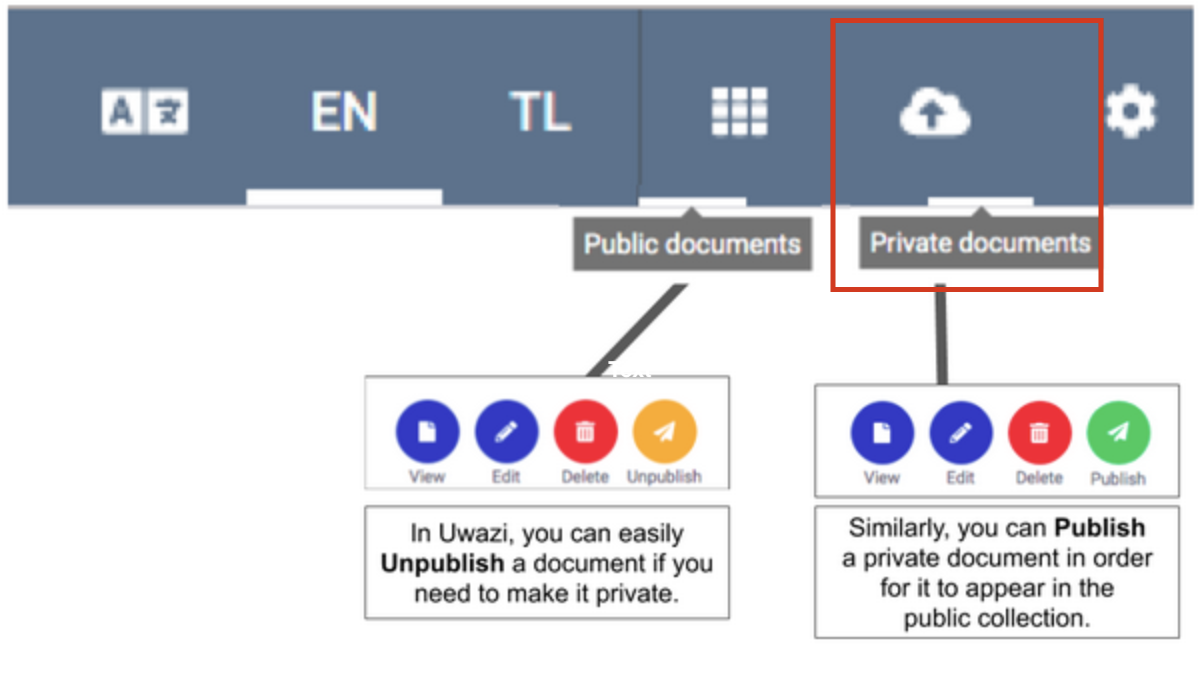 A 文
EN
TL
Public documents
Private documents
Text
View
Edit
Delete
Unpublish
View
Edit
Delete
Publish
In Uwazi, you can easily
Unpublish a document if you
need to make it private.
Similarly, you can Publish
a private document in order
for it to appear in the
public collection.